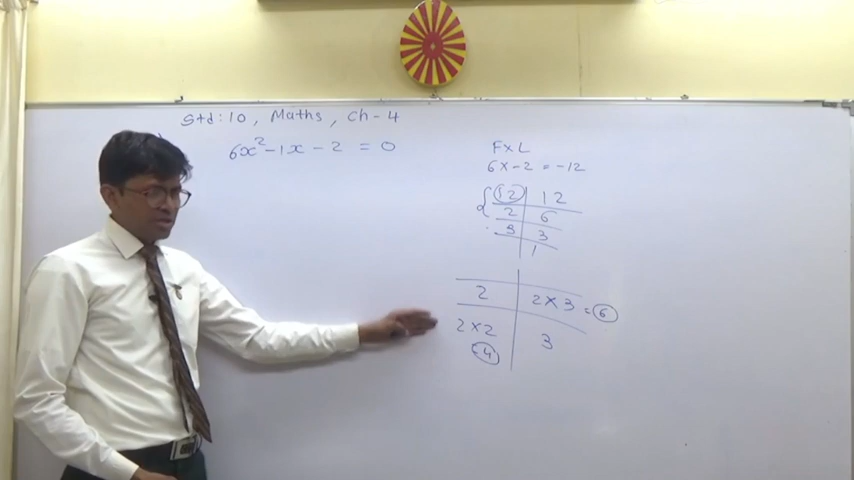 Std: 10, Maths, Ch-4
6x² - 1x - 2 = 0
F x L
6 x -2 = -12
2 | 12
2 | 6
3 | 3
1
2 | 2 x 3 = 6
2 x 2 | 3
= 4